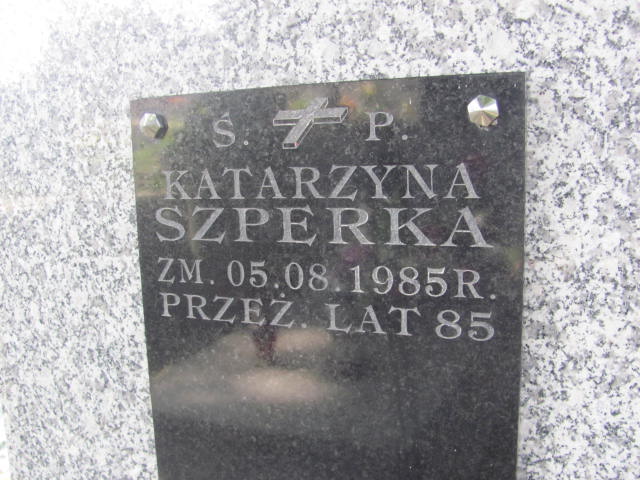 Ś. P.
KATARZYNA
SZPERKA
ZM. 05.08.1985R.
PRZEŻ. LAT 85